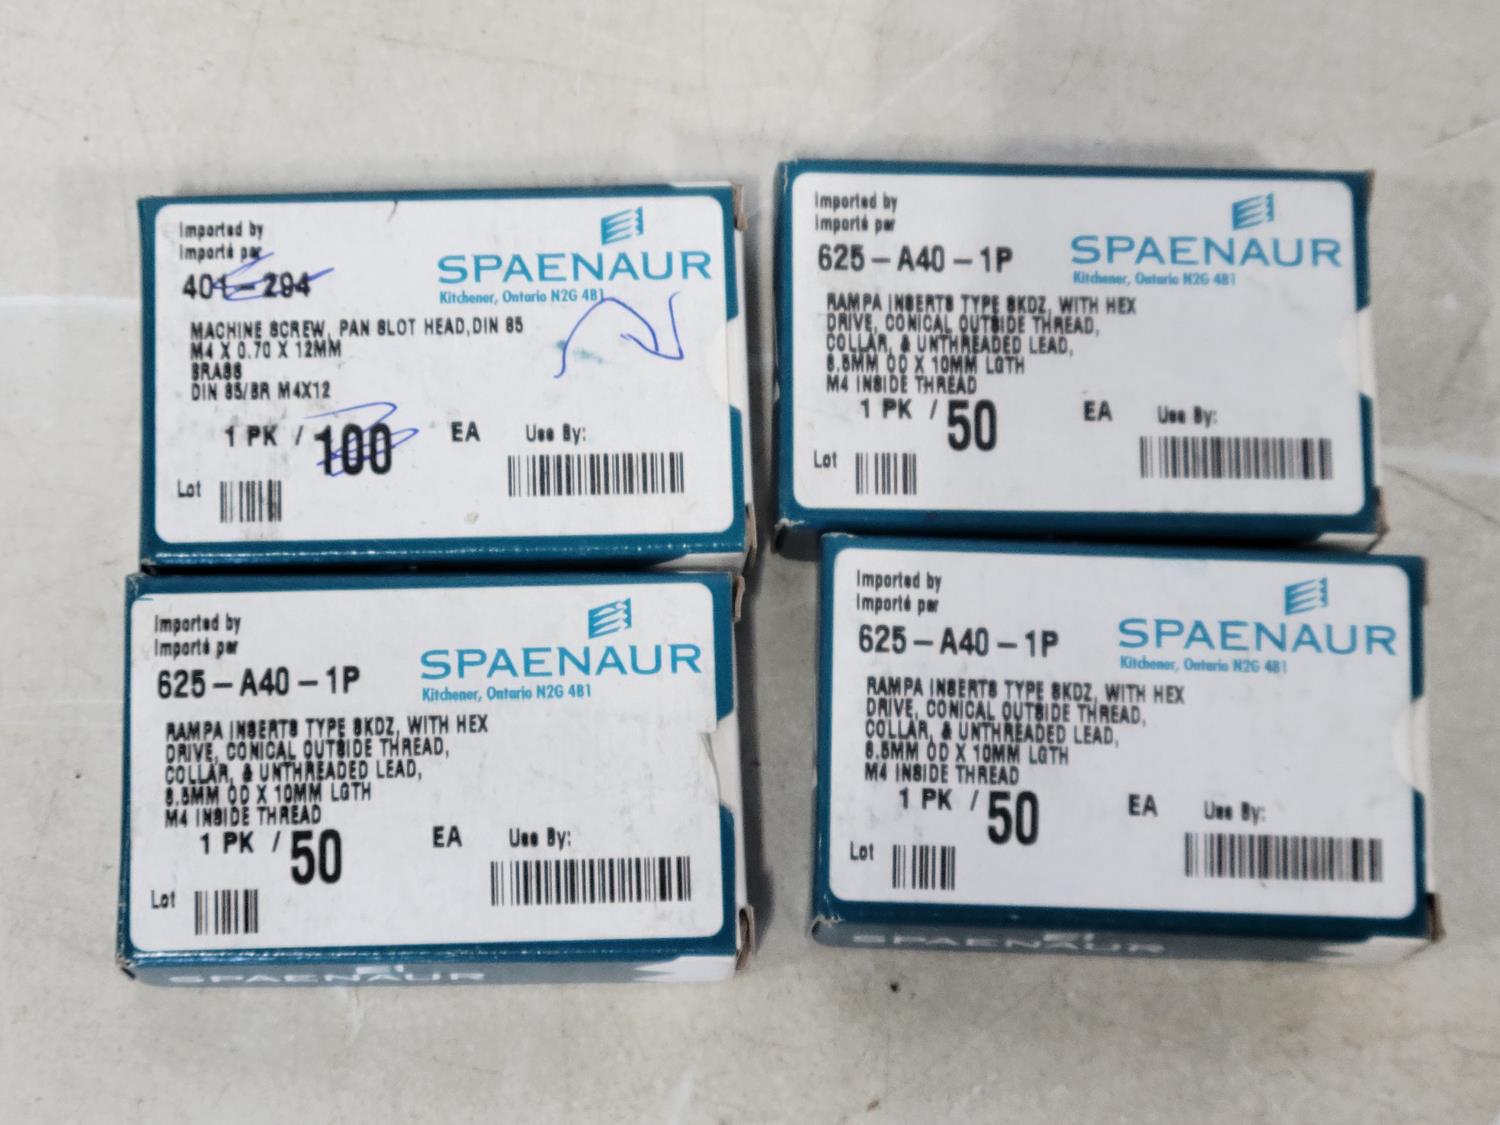 Imported by
Importé par
401-294
SPAENAUR
Kitchener, Ontario N2G 4B1
MACHINE SCREW, PAN SLOT HEAD, DIN 85
M4 X 0.70 X 12MM
BRASS
DIN 85/BR M4X12
1 PK / 100 EA Use By:
Lot
Imported by
Importé par
625-A40-1P
SPAENAUR
Kitchener, Ontario N2G 4B1
RAMPA INSERTS TYPE SKDZ, WITH HEX
DRIVE, CONICAL OUTSIDE THREAD,
COLLAR, & UNTHREADED LEAD,
8.5MM OD X 10MM LGTH
M4 INSIDE THREAD
1 PK / 50 EA Use By:
Lot
Imported by
Importé par
625-A40-1P
SPAENAUR
Kitchener, Ontario N2G 4B1
RAMPA INSERTS TYPE SKDZ, WITH HEX
DRIVE, CONICAL OUTSIDE THREAD,
COLLAR, & UNTHREADED LEAD,
8.5MM OD X 10MM LGTH
M4 INSIDE THREAD
1 PK / 50 EA Use By:
Lot
SPAENAUR
Imported by
Importé par
625-A40-1P
SPAENAUR
Kitchener, Ontario N2G 4B1
RAMPA INSERTS TYPE SKDZ, WITH HEX
DRIVE, CONICAL OUTSIDE THREAD,
COLLAR, & UNTHREADED LEAD,
8.5MM OD X 10MM LGTH
M4 INSIDE THREAD
1 PK / 50 EA Use By:
Lot
SPAENAUR